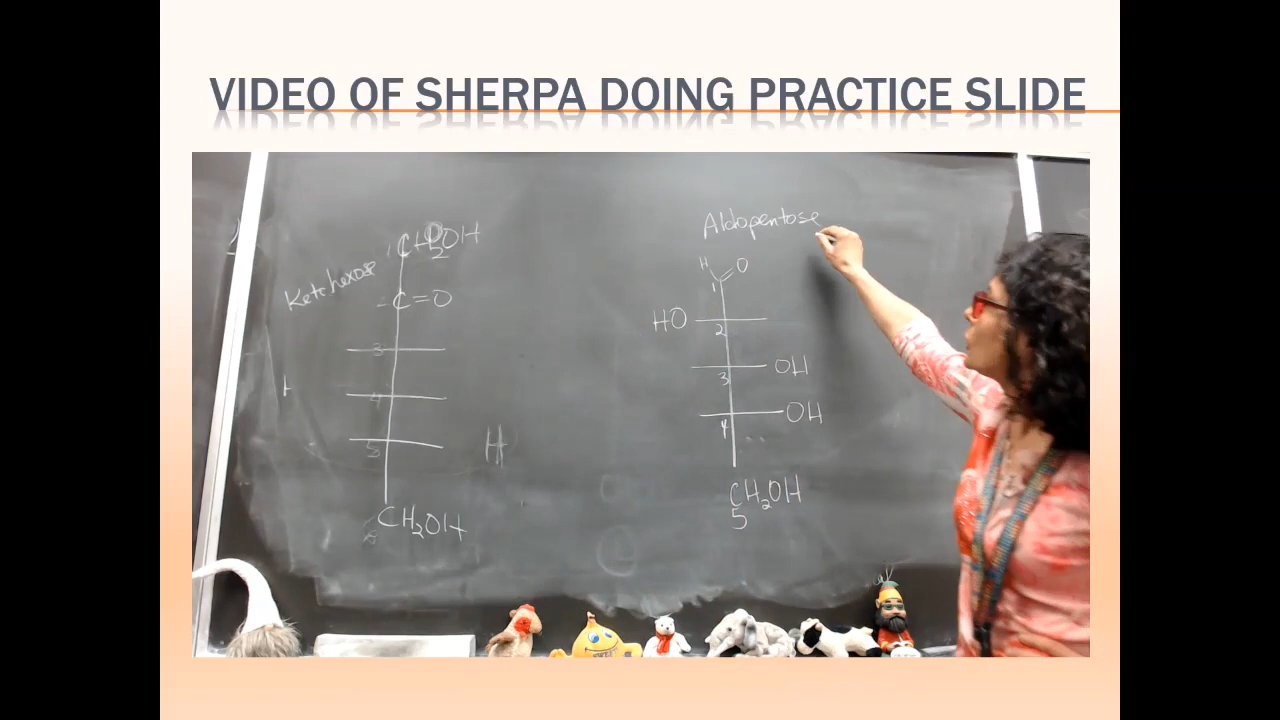 VIDEO OF SHERPA DOING PRACTICE SLIDE
Aldopentose
CH2OH
Ketohexose
C=O
3
4
5
CH2OH
H
H O
1
HO
2
OH
3
OH
4
CH2OH
5